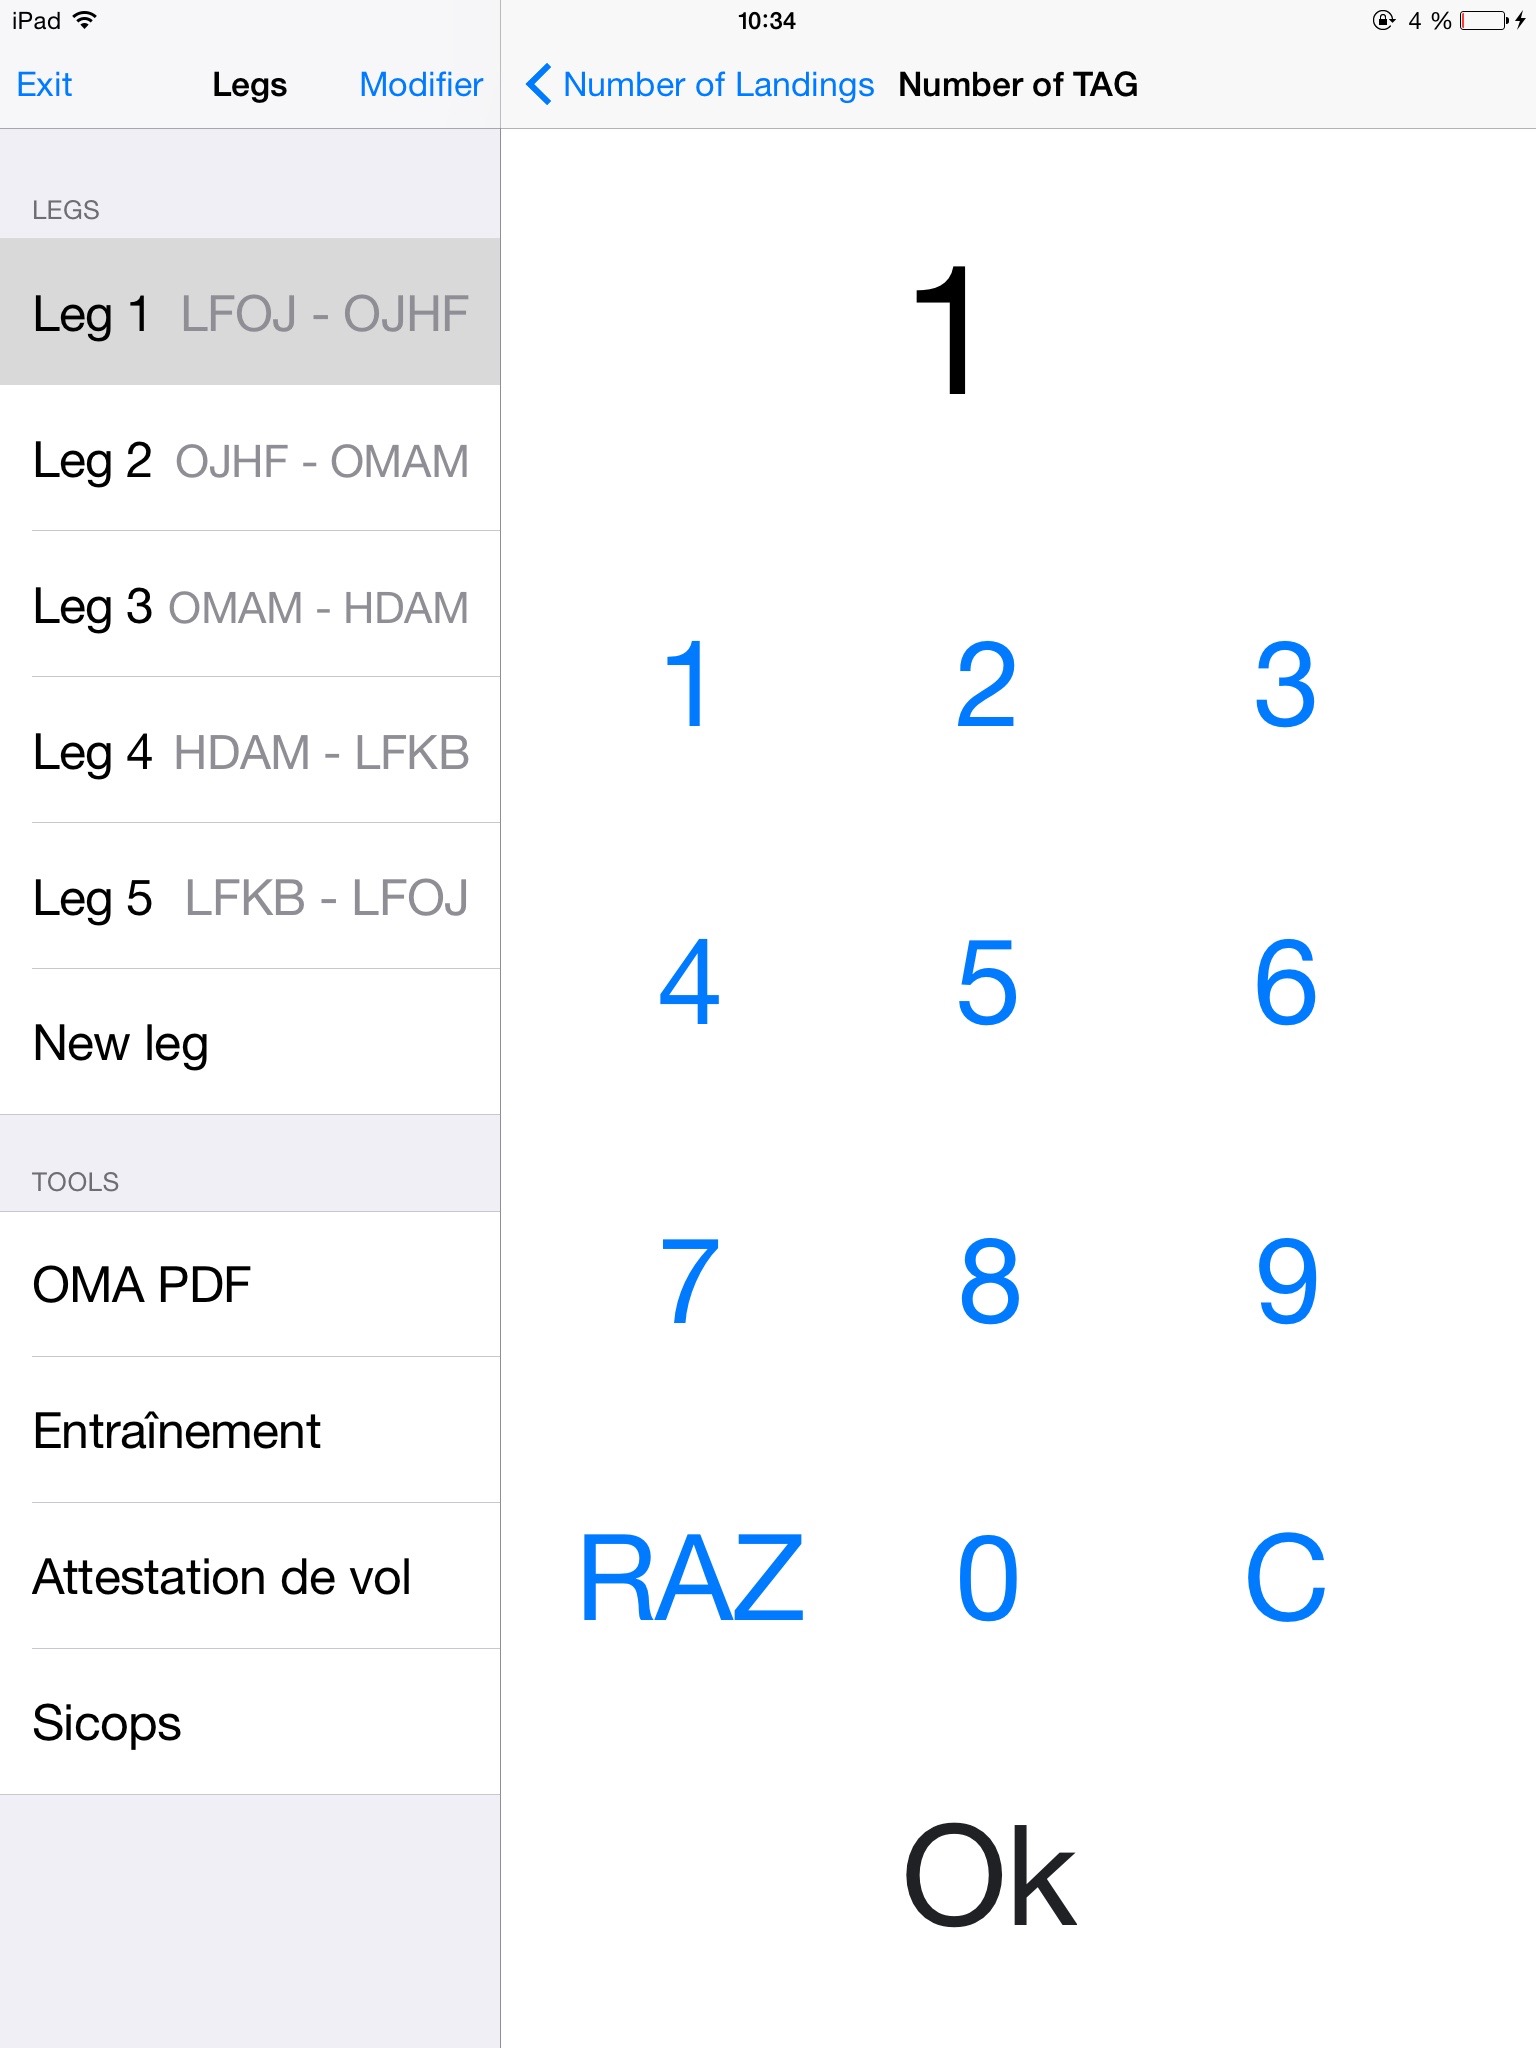 iPad 10:34 4 %
Exit Legs Modifier
Number of Landings Number of TAG
LEGS
Leg 1 LFOJ - OJHF
Leg 2 OJHF - OMAM
Leg 3 OMAM - HDAM
Leg 4 HDAM - LFKB
Leg 5 LFKB - LFOJ
New leg
TOOLS
OMA PDF
Entraînement
Attestation de vol
Sicops
1
1 2 3
4 5 6
7 8 9
RAZ 0 C
Ok